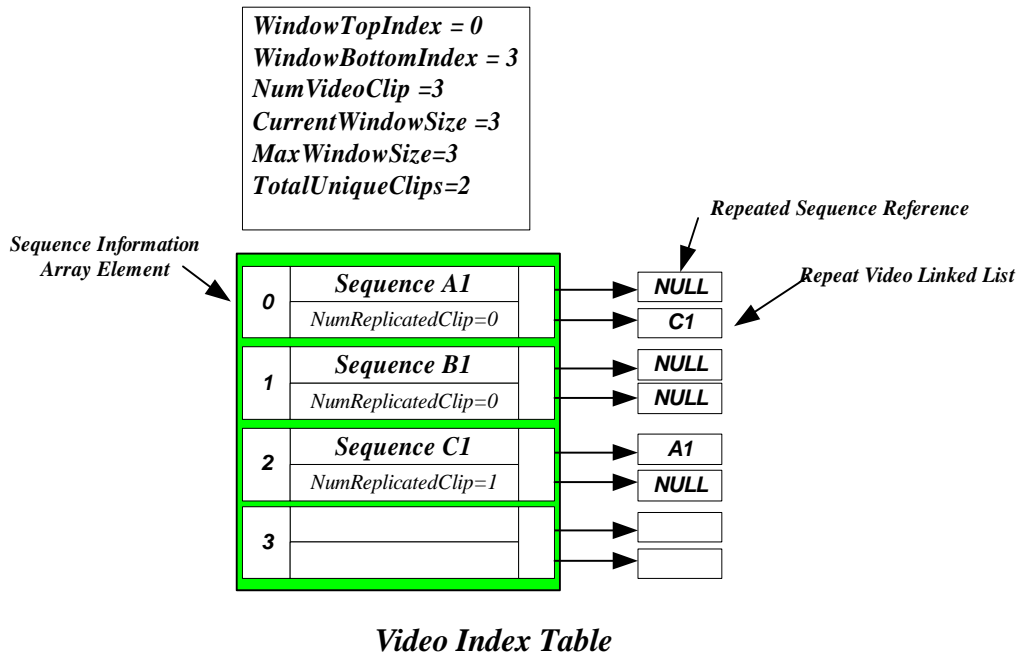 WindowTopIndex = 0
WindowBottomIndex = 3
NumVideoClip =3
CurrentWindowSize =3
MaxWindowSize=3
TotalUniqueClips=2
Repeated Sequence Reference
Sequence Information
Array Element
Repeat Video Linked List
0
Sequence A1
NumReplicatedClip=0
NULL
C1
1
Sequence B1
NumReplicatedClip=0
NULL
NULL
2
Sequence C1
NumReplicatedClip=1
A1
NULL
3
Video Index Table